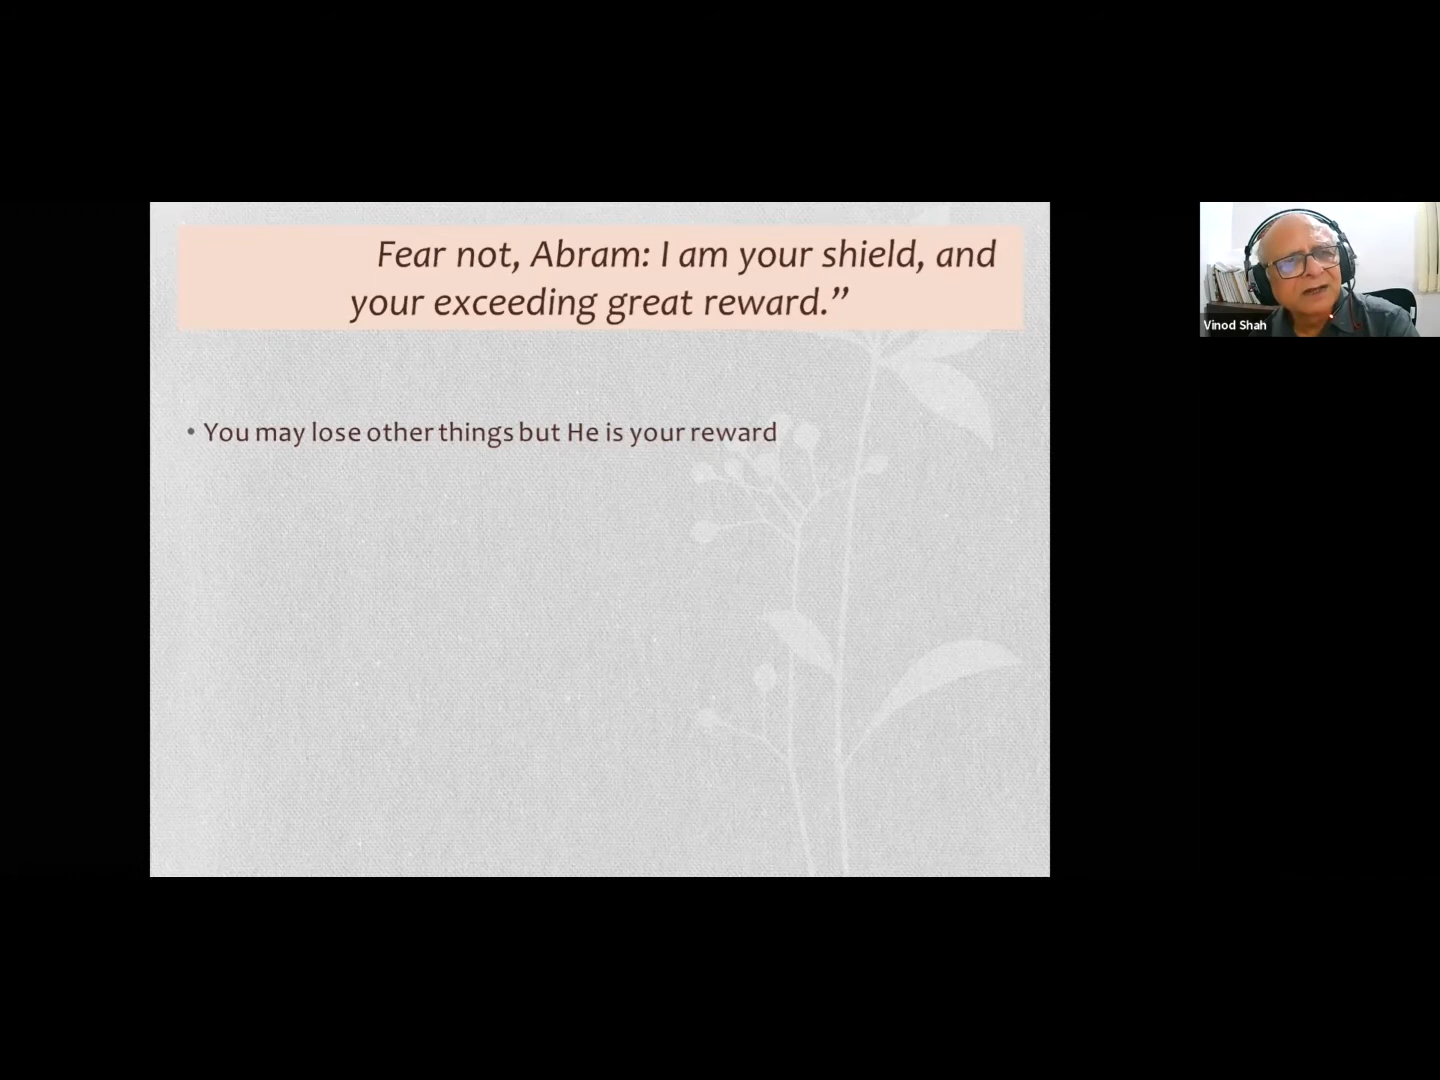 Fear not, Abram: I am your shield, and
your exceeding great reward.”
• You may lose other things but He is your reward
Vinod Shah